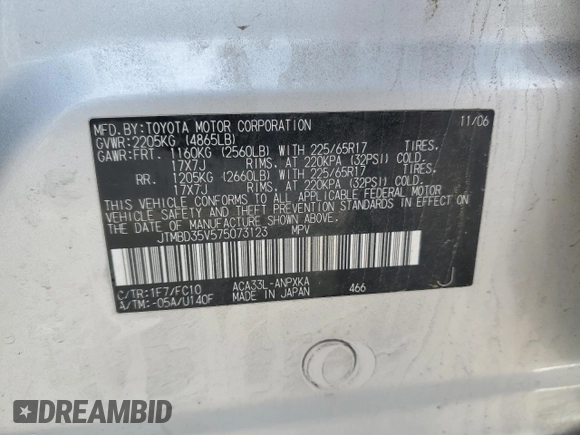 MFD. BY: TOYOTA MOTOR CORPORATION 11/06
GVWR: 2205KG (4865LB)
GAWR: FRT. 1160KG (2560LB) WITH 225/65R17 TIRES,
17X7J RIMS, AT 220KPA (32PSI) COLD.
RR. 1205KG (2660LB) WITH 225/65R17 TIRES,
17X7J RIMS, AT 220KPA (32PSI) COLD.
THIS VEHICLE CONFORMS TO ALL APPLICABLE FEDERAL MOTOR
VEHICLE SAFETY AND THEFT PREVENTION STANDARDS IN EFFECT ON
THE DATE OF MANUFACTURE SHOWN ABOVE.
JTMBD35V575073123 MPV
C/TR: 1F7/FC10 ACA33L-ANPXKA 466 J
A/TM: -05A/U140F MADE IN JAPAN
DREAMBID